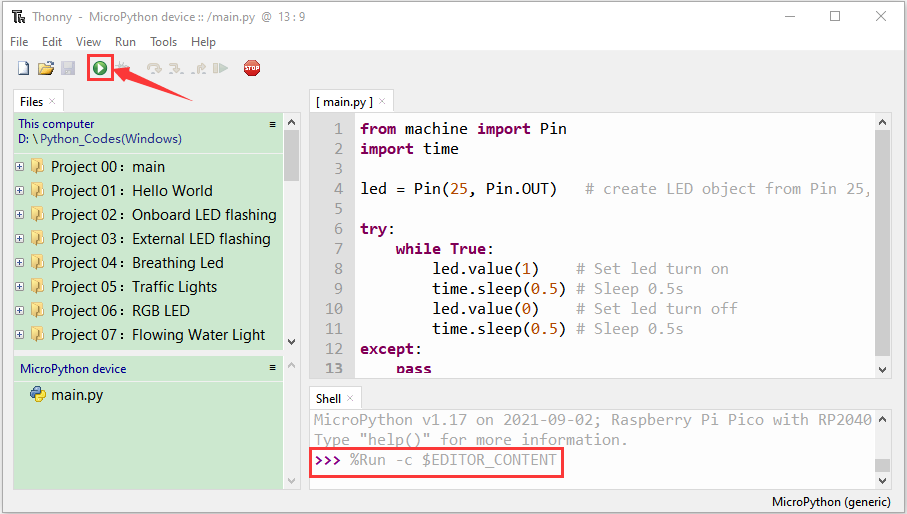 Thonny - MicroPython device :: /main.py @ 13 : 9
File Edit View Run Tools Help
STOP
Files ×
This computer
D: \ Python_Codes(Windows)
Project 00：main
Project 01：Hello World
Project 02：Onboard LED flashing
Project 03：External LED flashing
Project 04：Breathing Led
Project 05：Traffic Lights
Project 06：RGB LED
Project 07：Flowing Water Light
MicroPython device
main.py
[ main.py ] ×
1 from machine import Pin
2 import time
3
4 led = Pin(25, Pin.OUT)   # create LED object from Pin 25,
5
6 try:
7     while True:
8         led.value(1)    # Set led turn on
9         time.sleep(0.5) # Sleep 0.5s
10         led.value(0)    # Set led turn off
11         time.sleep(0.5) # Sleep 0.5s
12 except:
13     pass
Shell ×
MicroPython v1.17 on 2021-09-02; Raspberry Pi Pico with RP2040
Type "help()" for more information.
>>> %Run -c $EDITOR_CONTENT
MicroPython (generic)